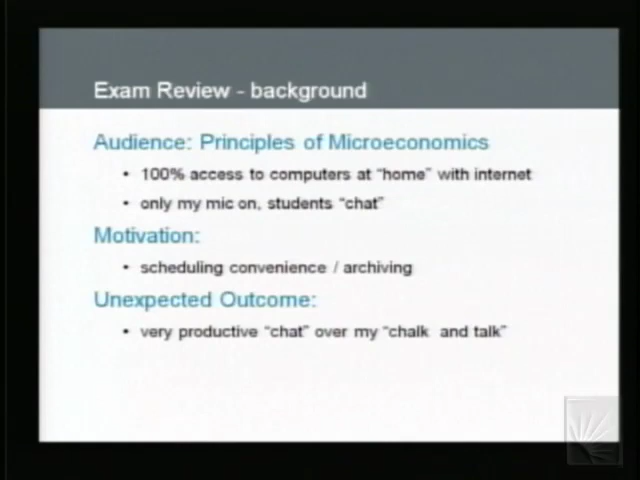 Exam Review - background
Audience: Principles of Microeconomics
• 100% access to computers at “home” with internet
• only my mic on, students “chat”
Motivation:
• scheduling convenience / archiving
Unexpected Outcome:
• very productive “chat” over my “chalk and talk”